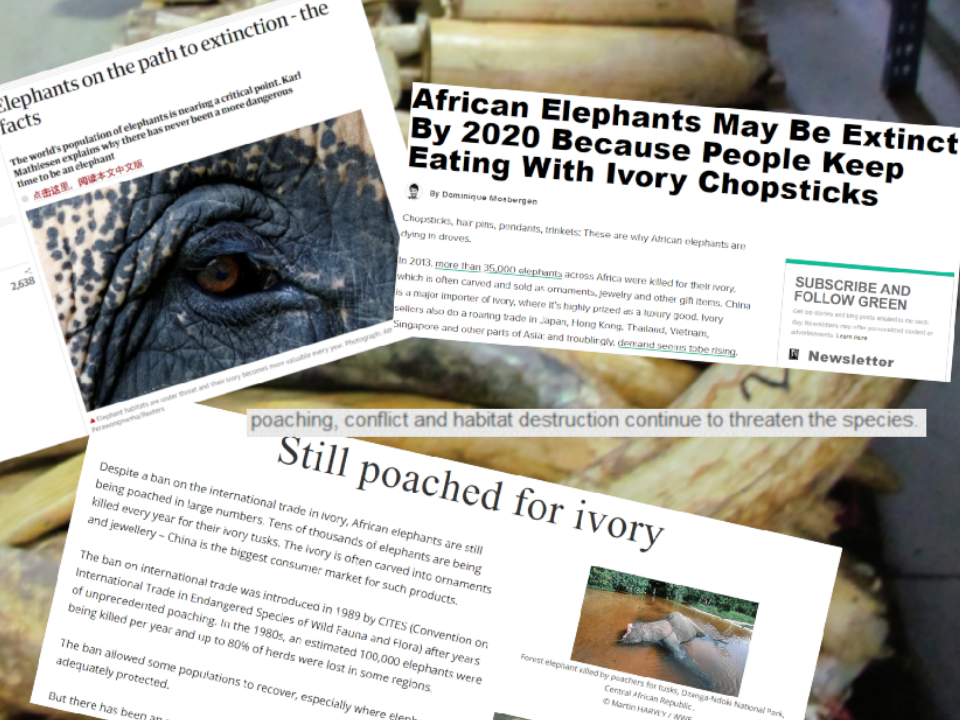 Elephants on the path to extinction - the
facts
The world's population of elephants is nearing a critical point. Karl
Mathiesen explains why there has never been a more dangerous
time to be an elephant
点击这里，阅读本文中文版
2,638
Elephant habitats are under threat and their ivory becomes more valuable every year. Photograph:
African Elephants May Be Extinct
By 2020 Because People Keep
Eating With Ivory Chopsticks
By Dominique Mosbergen
Chopsticks, hair pins, pendants, trinkets: These are why African elephants are
dying in droves.
In 2013, more than 35,000 elephants across Africa were killed for their ivory,
which is often carved and sold as ornaments, jewelry and other gift items. China
is a major importer of ivory, where it's highly prized as a luxury good. Ivory
sellers also do a roaring trade in Japan, Hong Kong, Thailand, Vietnam,
Singapore and other parts of Asia; and troublingly, demand seems to be rising.
SUBSCRIBE AND
FOLLOW GREEN
Get top stories and blog posts emailed to me each
day. Newsletters may offer personalized content or
advertisements. Learn more
Newsletter
poaching, conflict and habitat destruction continue to threaten the species.
Still poached for ivory
Despite a ban on the international trade in ivory, African elephants are still
being poached in large numbers. Tens of thousands of elephants are being
killed every year for their ivory tusks. The ivory is often carved into ornaments
and jewellery – China is the biggest consumer market for such products.
The ban on international trade was introduced in 1989 by CITES (Convention on
International Trade in Endangered Species of Wild Fauna and Flora) after years
of unprecedented poaching. In the 1980s, an estimated 100,000 elephants were
being killed per year and up to 80% of herds were lost in some regions.
The ban allowed some populations to recover, especially where
adequately protected.
But there has been an
Forest elephant killed by poachers for tusks, Dzanga-Ndoki National Park,
Central African Republic.
© Martin HARVEY / WWF